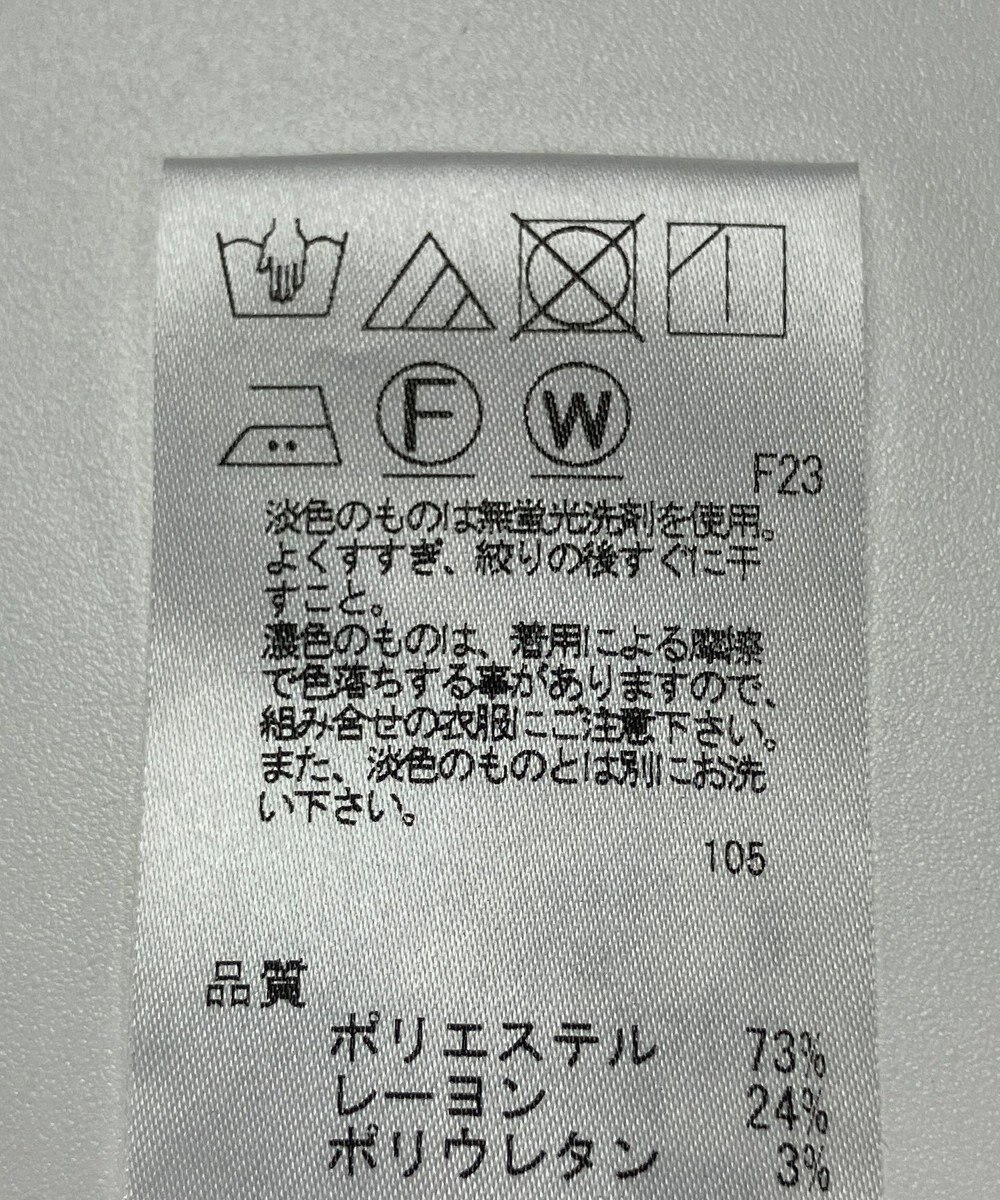 F W
F23
淡色のものは無蛍光洗剤を使用。
よくすすぎ、絞りの後すぐに干
すこと。
濃色のものは、着用による摩擦
で色落ちする事がありますので、
組み合せの衣服にご注意下さい。
また、淡色のものとは別にお洗
い下さい。
105
品質
ポリエステル 73%
レーヨン 24%
ポリウレタン 3%